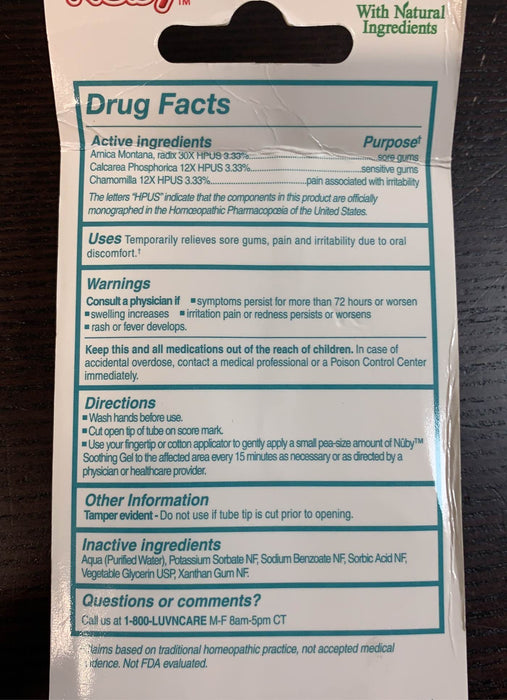 TM
With Natural
Ingredients
Drug Facts
Active ingredients Purpose†
Arnica Montana, radix 30X HPUS 3.33%..........sore gums
Calcarea Phosphorica 12X HPUS 3.33%..........sensitive gums
Chamomilla 12X HPUS 3.33%..........pain associated with irritability
The letters "HPUS" indicate that the components in this product are officially
monographed in the Homœopathic Pharmacopœia of the United States.
Uses Temporarily relieves sore gums, pain and irritability due to oral
discomfort.†
Warnings
Consult a physician if ▪ symptoms persist for more than 72 hours or worsen
▪ swelling increases ▪ irritation pain or redness persists or worsens
▪ rash or fever develops.
Keep this and all medications out of the reach of children. In case of
accidental overdose, contact a medical professional or a Poison Control Center
immediately.
Directions
▪ Wash hands before use.
▪ Cut open tip of tube on score mark.
▪ Use your fingertip or cotton applicator to gently apply a small pea-size amount of Nûby™
Soothing Gel to the affected area every 15 minutes as necessary or as directed by a
physician or healthcare provider.
Other Information
Tamper evident - Do not use if tube tip is cut prior to opening.
Inactive ingredients
Aqua (Purified Water), Potassium Sorbate NF, Sodium Benzoate NF, Sorbic Acid NF,
Vegetable Glycerin USP, Xanthan Gum NF.
Questions or comments?
Call us at 1-800-LUVNCARE M-F 8am-5pm CT
based on traditional homeopathic practice, not accepted medical
Not FDA evaluated.